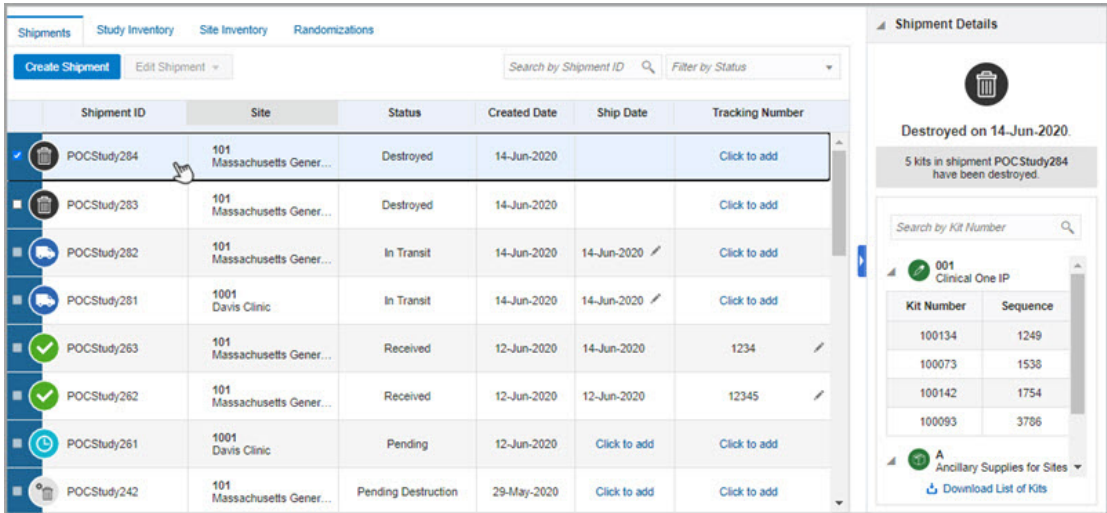 Shipments Study Inventory Site Inventory Randomizations
Create Shipment Edit Shipment Search by Shipment ID Filter by Status
Shipment ID Site Status Created Date Ship Date Tracking Number
POCStudy284 101 Massachusetts Gener... Destroyed 14-Jun-2020 Click to add
POCStudy283 101 Massachusetts Gener... Destroyed 14-Jun-2020 Click to add
POCStudy282 101 Massachusetts Gener... In Transit 14-Jun-2020 14-Jun-2020 Click to add
POCStudy281 1001 Davis Clinic In Transit 14-Jun-2020 14-Jun-2020 Click to add
POCStudy263 101 Massachusetts Gener... Received 12-Jun-2020 14-Jun-2020 1234
POCStudy262 101 Massachusetts Gener... Received 12-Jun-2020 12-Jun-2020 12345
POCStudy261 1001 Davis Clinic Pending 12-Jun-2020 Click to add Click to add
POCStudy242 101 Massachusetts Gener... Pending Destruction 29-May-2020 Click to add Click to add
Shipment Details
Destroyed on 14-Jun-2020.
5 kits in shipment POCStudy284
have been destroyed.
Search by Kit Number
001
Clinical One IP
Kit Number Sequence
100134 1249
100073 1538
100142 1754
100093 3786
A
Ancillary Supplies for Sites
Download List of Kits